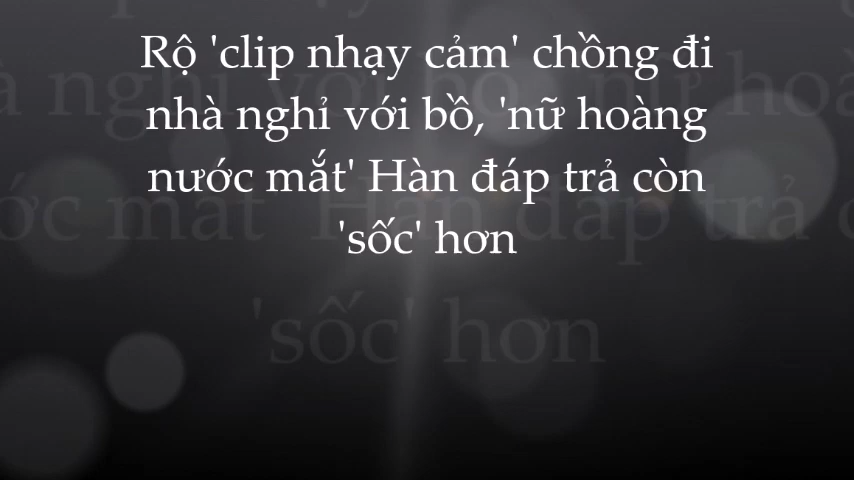 Rộ 'clip nhạy cảm' chồng đi
nhà nghỉ với bồ, 'nữ hoàng
nước mắt' Hàn đáp trả còn
'sốc' hơn